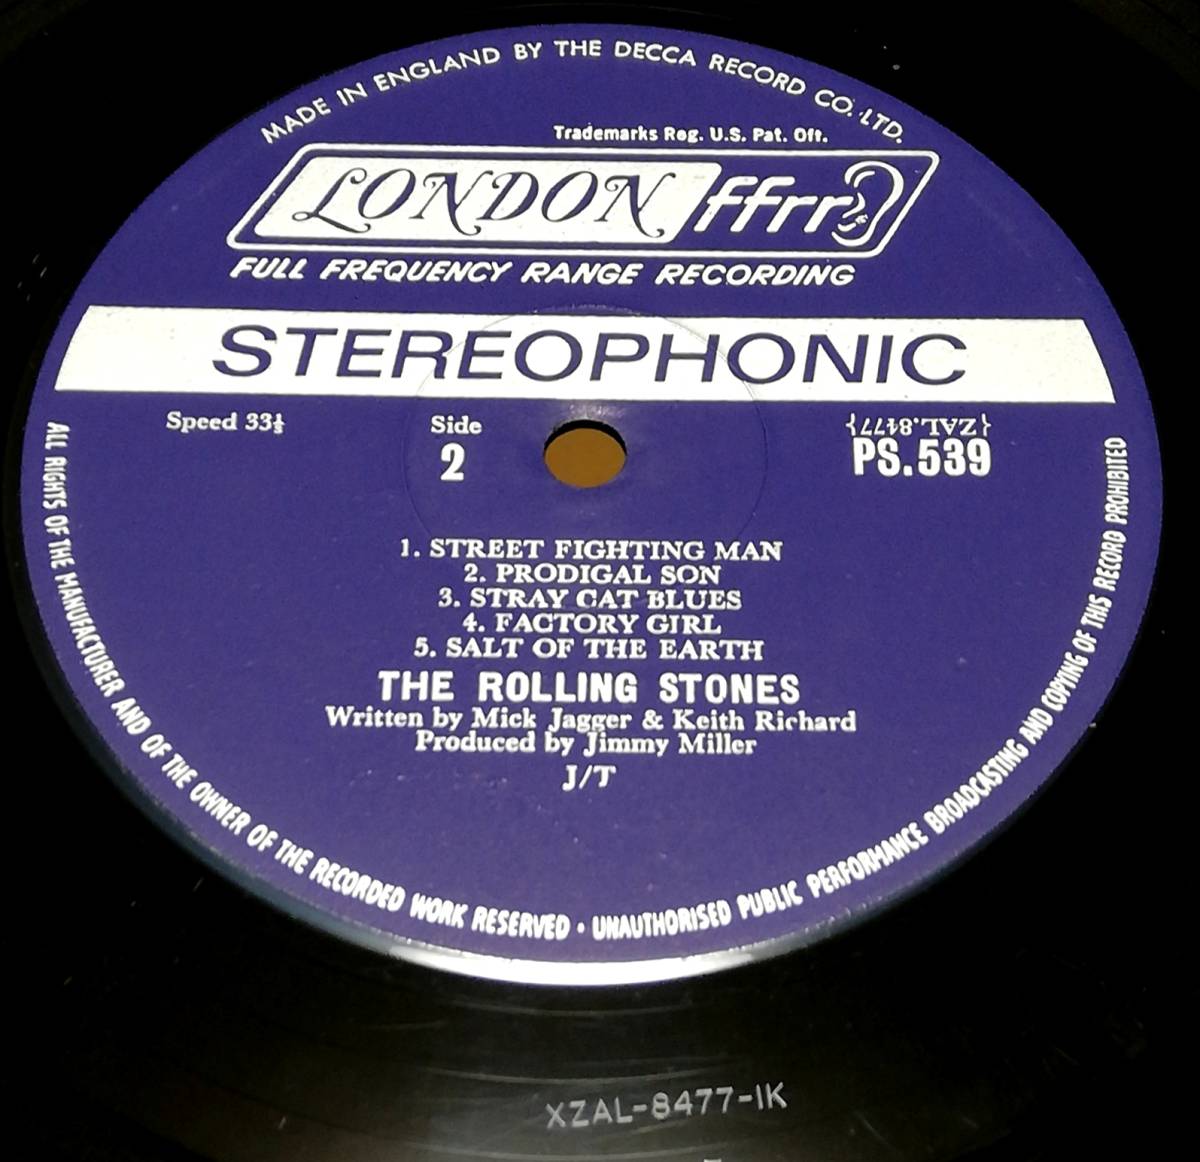 MADE IN ENGLAND BY THE DECCA RECORD CO. LTD.
Trademarks Reg. U.S. Pat. Off.
LONDON ffrr
FULL FREQUENCY RANGE RECORDING
STEREOPHONIC
Speed 33⅓
Side
2
{ZAL.8477}
PS.539
1. STREET FIGHTING MAN
2. PRODIGAL SON
3. STRAY CAT BLUES
4. FACTORY GIRL
5. SALT OF THE EARTH
THE ROLLING STONES
Written by Mick Jagger & Keith Richard
Produced by Jimmy Miller
J/T
ALL RIGHTS OF THE MANUFACTURER AND OF THE OWNER OF THE RECORDED WORK RESERVED · UNAUTHORISED PUBLIC PERFORMANCE BROADCASTING AND COPYING OF THIS RECORD PROHIBITED
XZAL-8477-1K